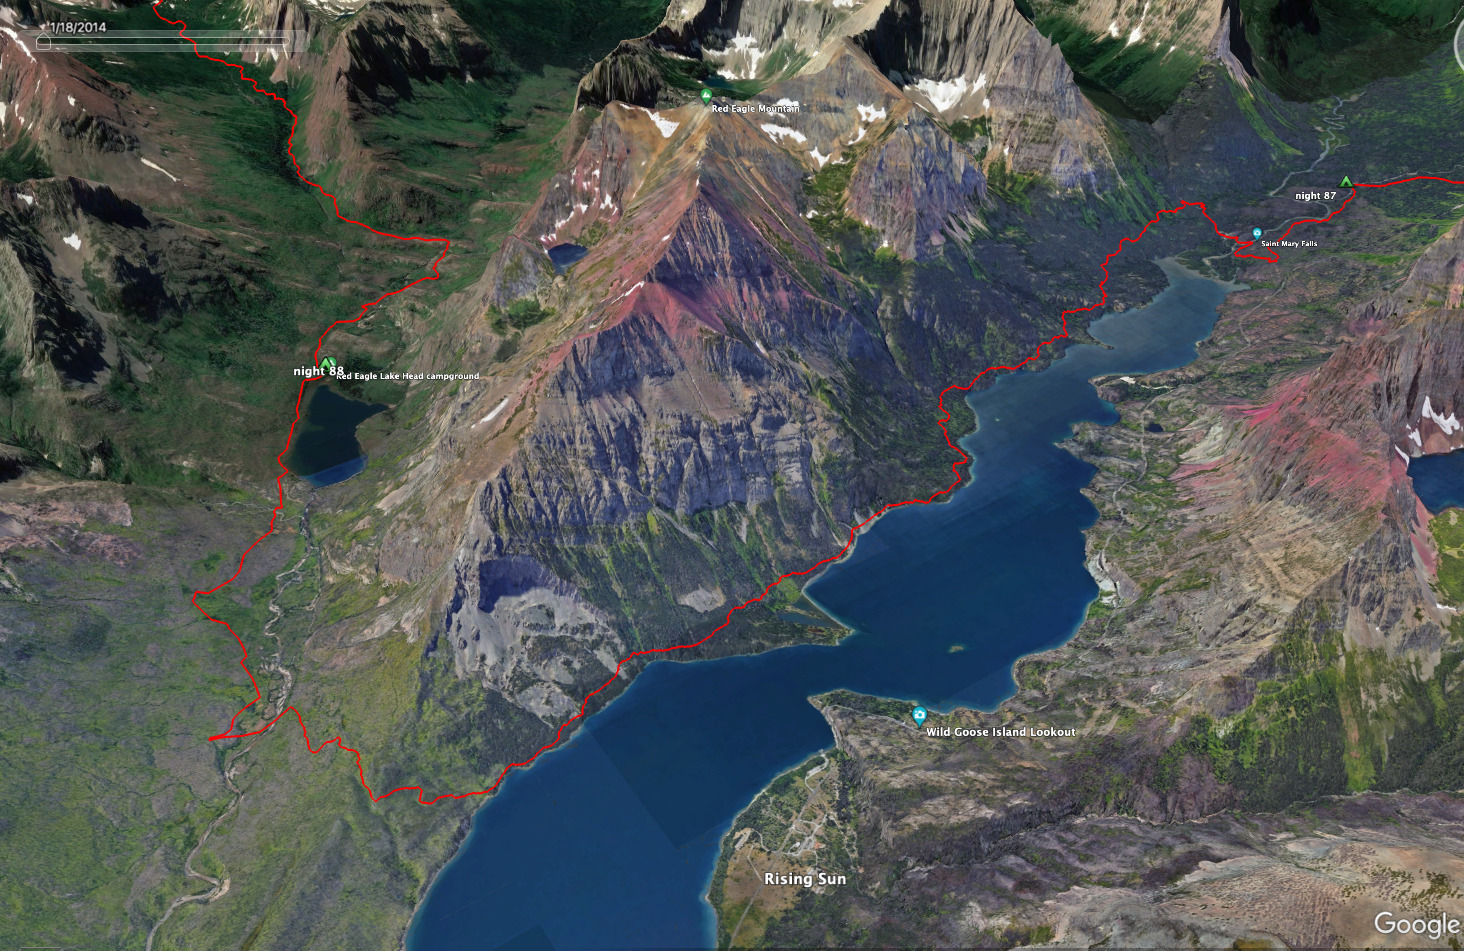 1/18/2014
Red Eagle Mountain
night 87
Saint Mary Falls
night 88
Red Eagle Lake Head campground
Wild Goose Island Lookout
Rising Sun
Google